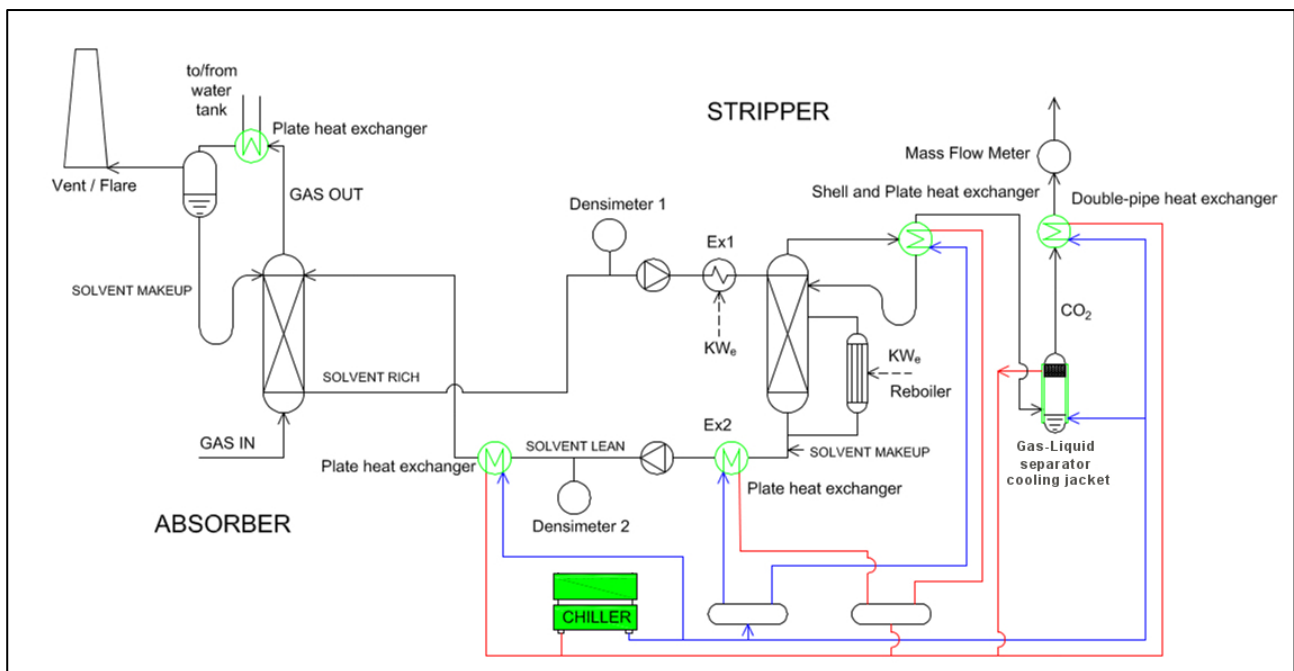 to/from
water
tank
Plate heat exchanger
STRIPPER
Mass Flow Meter
Vent / Flare
GAS OUT
Shell and Plate heat exchanger
Double-pipe heat exchanger
Densimeter 1
Ex1
SOLVENT MAKEUP
CO2
KWe
KWe
Reboiler
SOLVENT RICH
GAS IN
Ex2
SOLVENT LEAN
SOLVENT MAKEUP
Plate heat exchanger
Plate heat exchanger
Gas-Liquid
separator
cooling jacket
ABSORBER
Densimeter 2
CHILLER